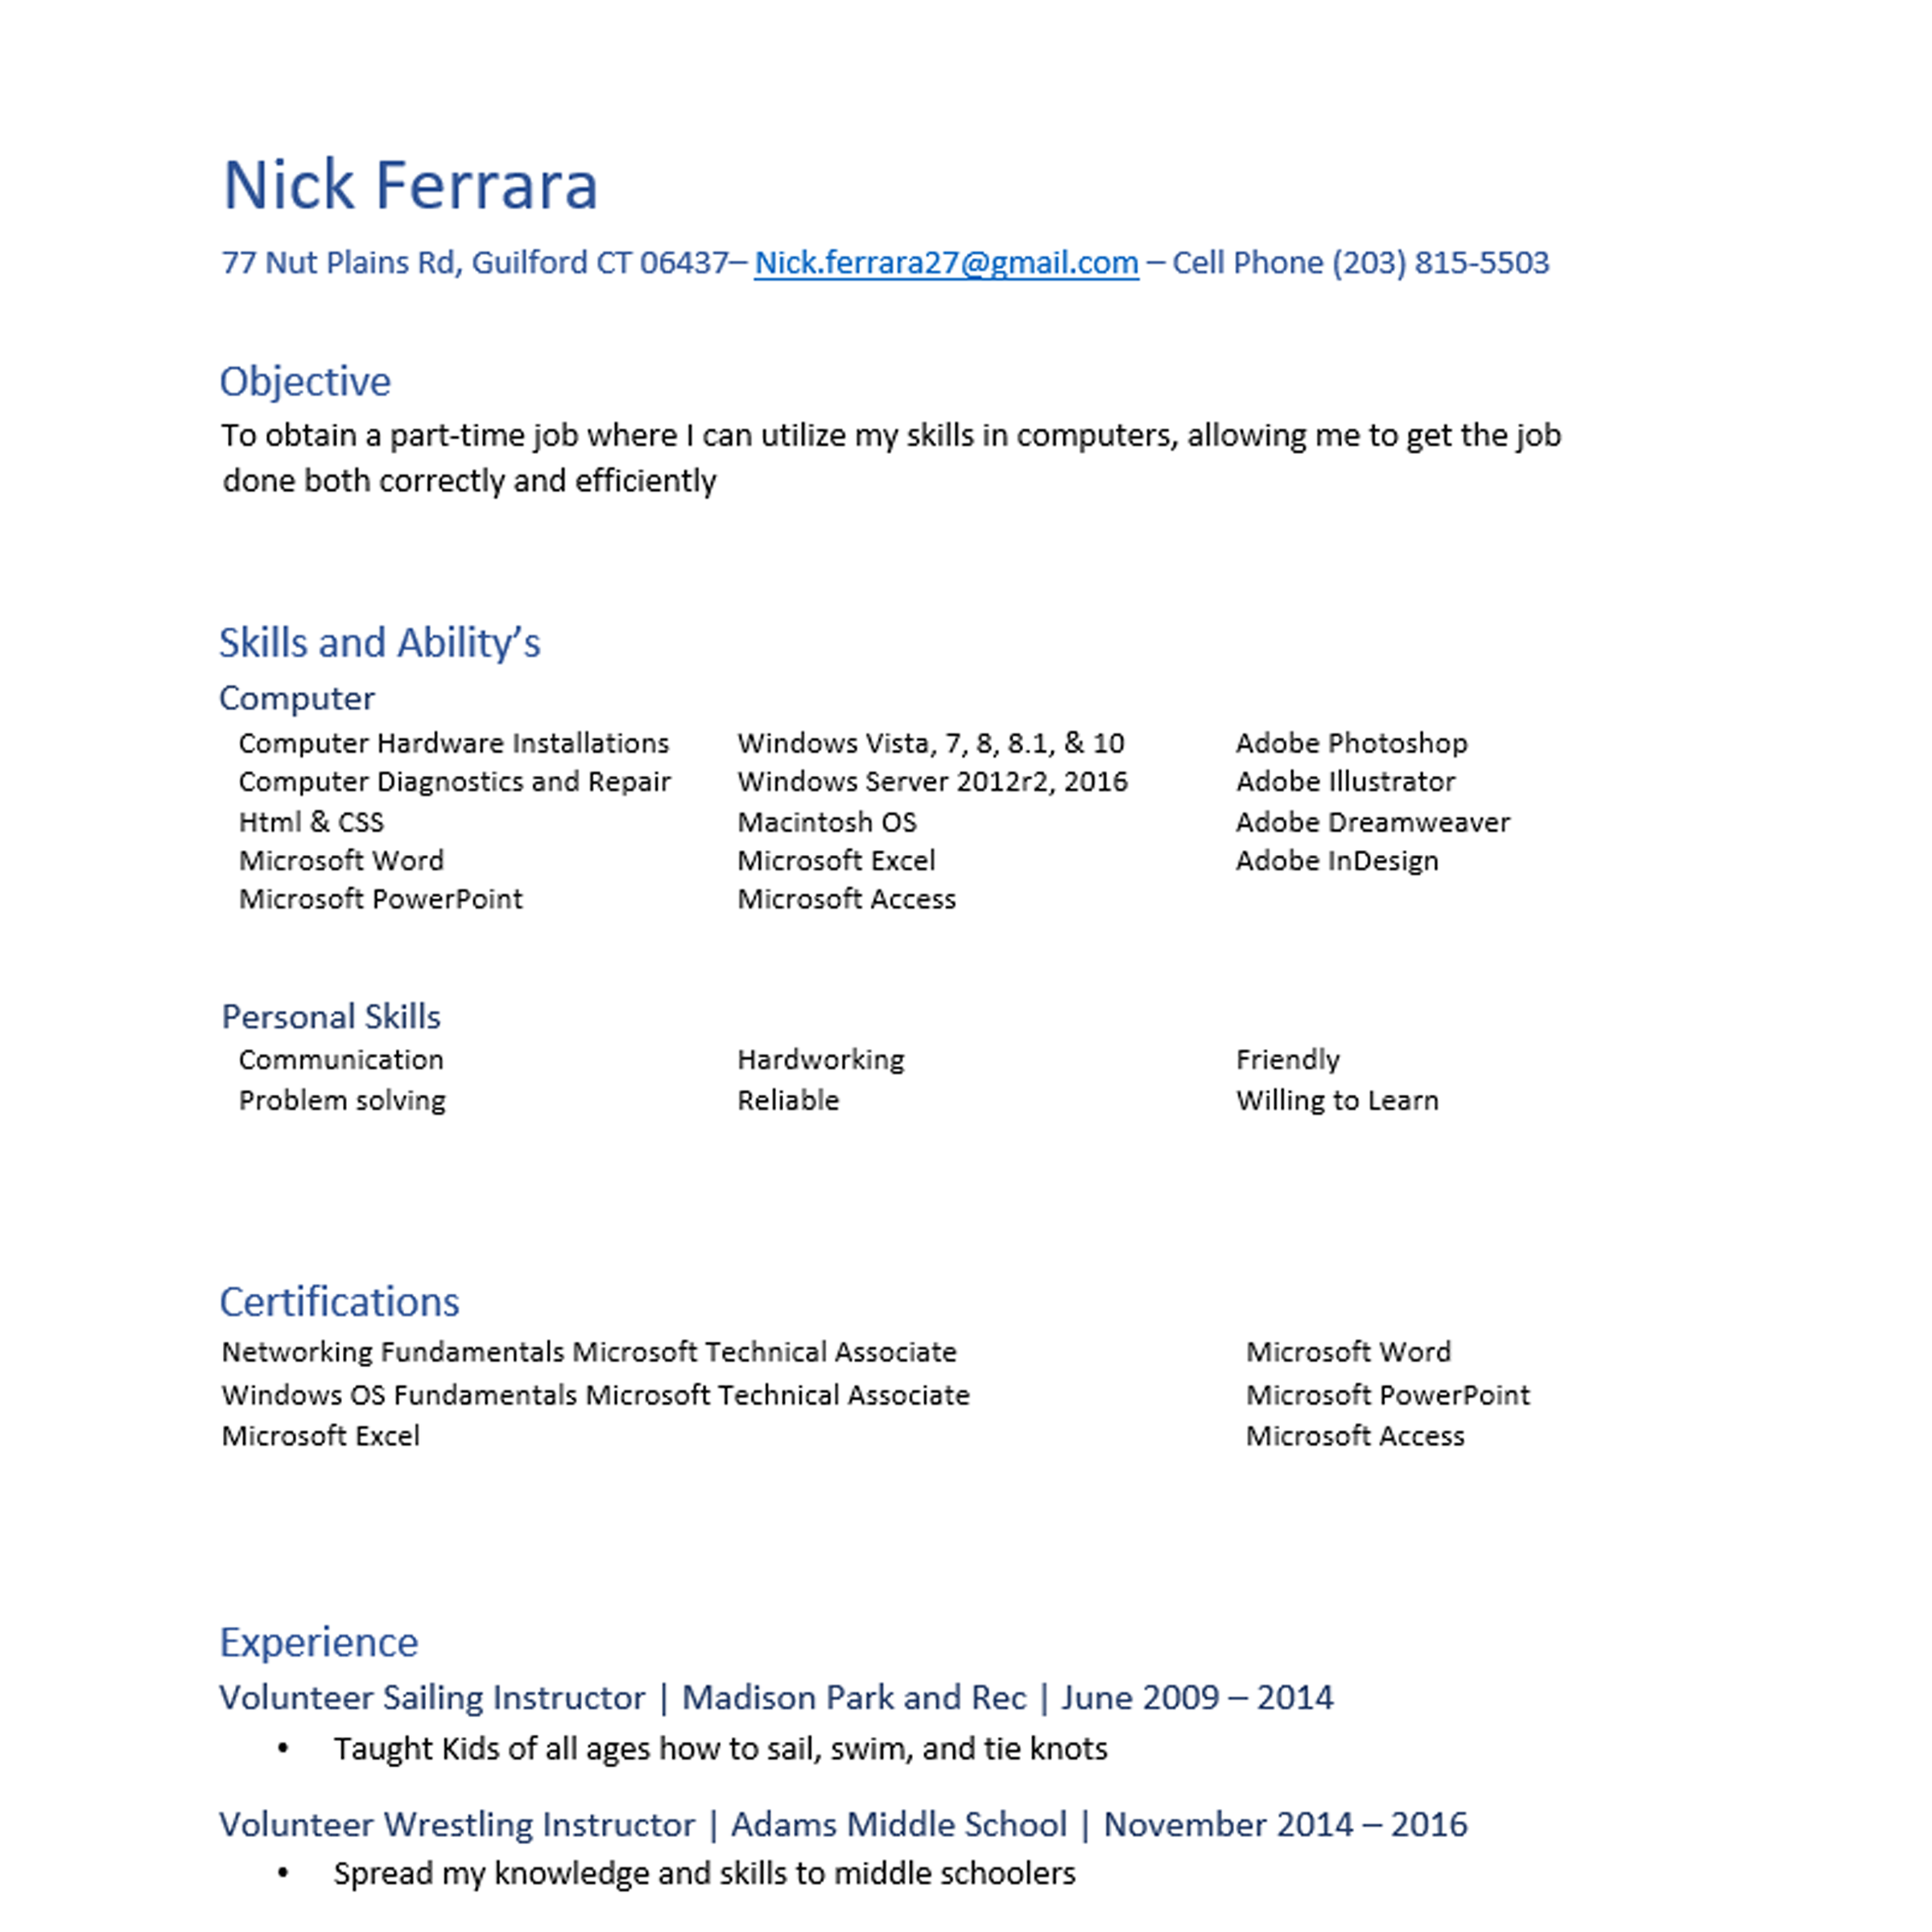 Nick Ferrara
77 Nut Plains Rd, Guilford CT 06437– Nick.ferrara27@gmail.com – Cell Phone (203) 815-5503
Objective
To obtain a part-time job where I can utilize my skills in computers, allowing me to get the job
done both correctly and efficiently
Skills and Ability’s
Computer
Computer Hardware Installations Windows Vista, 7, 8, 8.1, & 10 Adobe Photoshop
Computer Diagnostics and Repair Windows Server 2012r2, 2016 Adobe Illustrator
Html & CSS Macintosh OS Adobe Dreamweaver
Microsoft Word Microsoft Excel Adobe InDesign
Microsoft PowerPoint Microsoft Access
Personal Skills
Communication Hardworking Friendly
Problem solving Reliable Willing to Learn
Certifications
Networking Fundamentals Microsoft Technical Associate Microsoft Word
Windows OS Fundamentals Microsoft Technical Associate Microsoft PowerPoint
Microsoft Excel Microsoft Access
Experience
Volunteer Sailing Instructor | Madison Park and Rec | June 2009 – 2014
• Taught Kids of all ages how to sail, swim, and tie knots
Volunteer Wrestling Instructor | Adams Middle School | November 2014 – 2016
• Spread my knowledge and skills to middle schoolers